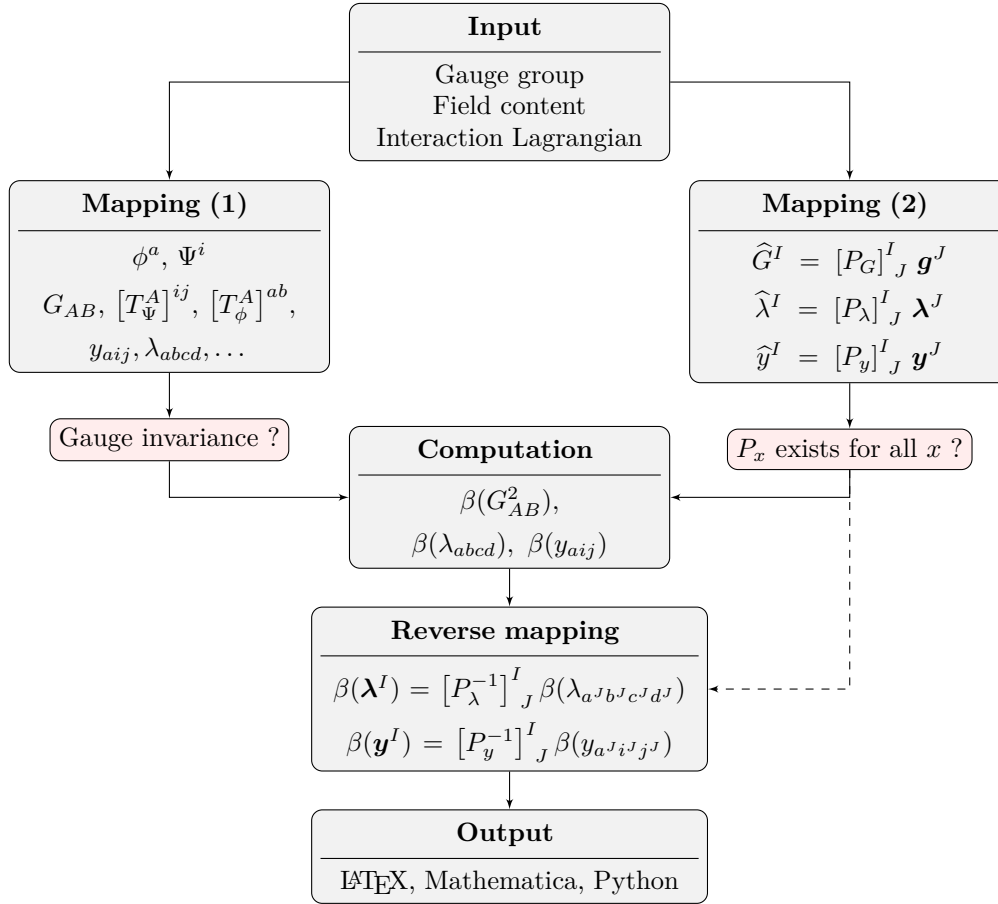 Input
Gauge group
Field content
Interaction Lagrangian
Mapping (1)
ϕᵃ, Ψⁱ
G_{AB}, [T^A_Ψ]^{ij}, [T^A_ϕ]^{ab},
y_{aij}, λ_{abcd}, . . .
Gauge invariance ?
Mapping (2)
Ĝ^I = [P_G]^I_J g^J
λ̂^I = [P_λ]^I_J λ^J
ŷ^I = [P_y]^I_J y^J
P_x exists for all x ?
Computation
β(G^2_{AB}),
β(λ_{abcd}), β(y_{aij})
Reverse mapping
β(λ^I) = [P_λ^{-1}]^I_J β(λ_{a^J b^J c^J d^J})
β(y^I) = [P_y^{-1}]^I_J β(y_{a^J i^J j^J})
Output
LATEX, Mathematica, Python